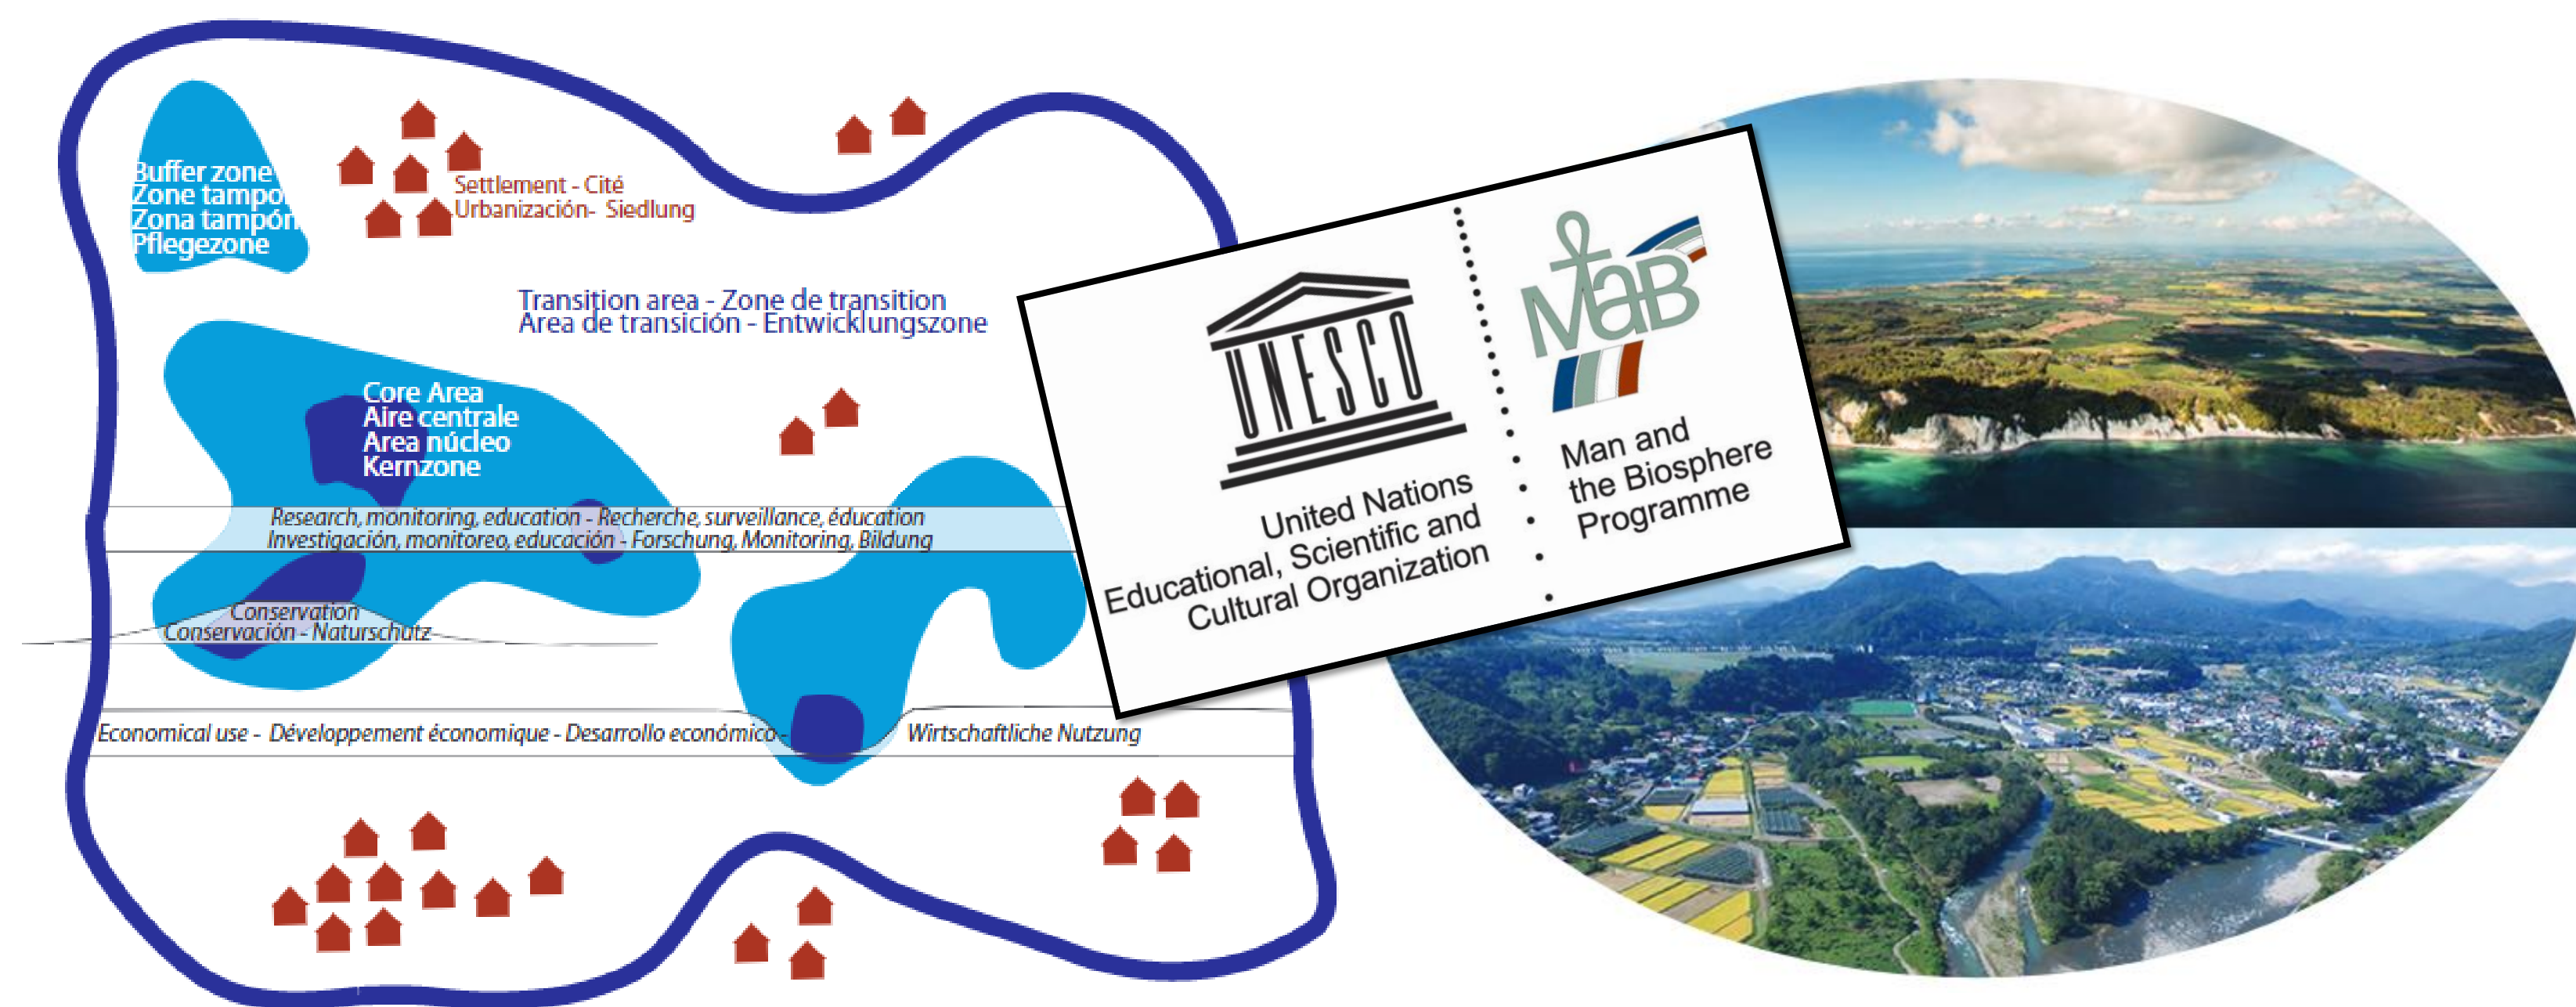 Buffer zone
Zone tampo
Zona tampón
Pflegezone
Settlement - Cité
Urbanización- Siedlung
Transition area - Zone de transition
Area de transición - Entwicklungszone
Core Area
Aire centrale
Area núcleo
Kernzone
Research, monitoring, education - Recherche, surveillance, éducation
Investigación, monitoreo, educación - Forschung, Monitoring, Bildung
Conservation
Conservación - Naturschutz
Economical use - Développement économique - Desarrollo económico - Wirtschaftliche Nutzung
UNESCO
United Nations
Educational, Scientific and
Cultural Organization
MaB
Man and
the Biosphere
Programme